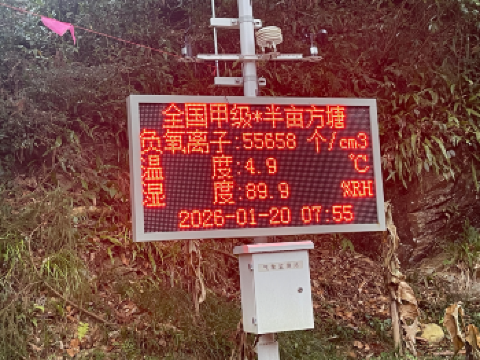 全国甲级*半亩方塘
负氧离子:55658 个/cm3
温 度:4.9 ℃
湿 度:89.9 %RH
2026-01-20 07:55